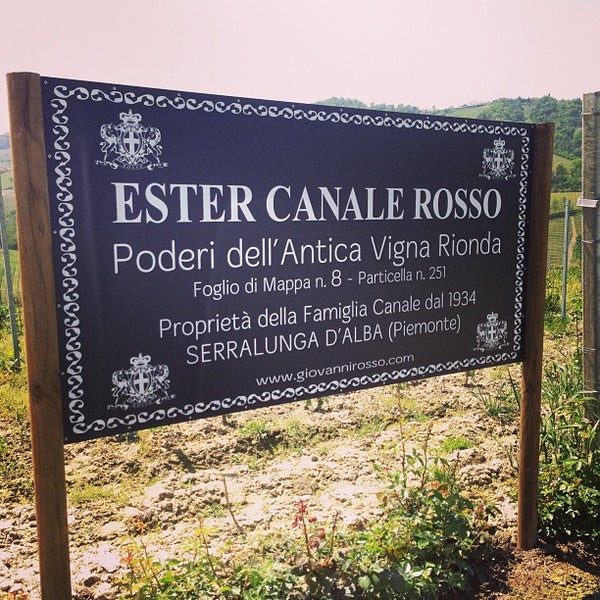 ESTER CANALE ROSSO
Poderi dell'Antica Vigna Rionda
Foglio di Mappa n. 8 - Particella n. 251
Proprietà della Famiglia Canale dal 1934
SERRALUNGA D'ALBA (Piemonte)
www.giovannirosso.com